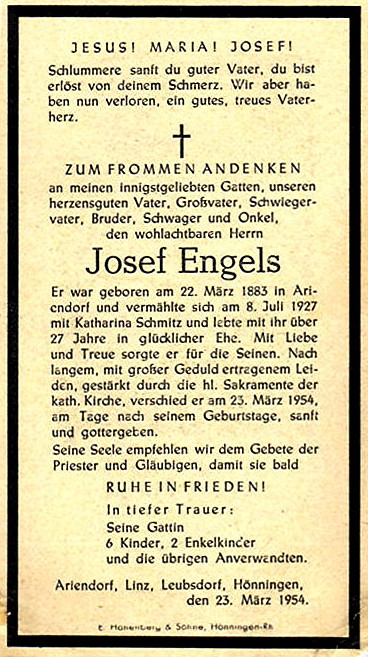 JESUS! MARIA! JOSEF!
Schlummere sanft du guter Vater, du bist
erlöst von deinem Schmerz. Wir aber ha-
ben nun verloren, ein gutes, treues Vater-
herz.
ZUM FROMMEN ANDENKEN
an meinen innigstgeliebten Gatten, unseren
herzensguten Vater, Großvater, Schwieger-
vater, Bruder, Schwager und Onkel,
den wohlachtbaren Herrn
Josef Engels
Er war geboren am 22. März 1883 in Ari-
endorf und vermählte sich am 8. Juli 1927
mit Katharina Schmitz und lebte mit ihr über
27 Jahre in glücklicher Ehe. Mit Liebe
und Treue sorgte er für die Seinen. Nach
langem, mit großer Geduld ertragenem Lei-
den, gestärkt durch die hl. Sakramente der
kath. Kirche, verschied er am 23. März 1954,
am Tage nach seinem Geburtstage, sanft
und gottergeben.
Seine Seele empfehlen wir dem Gebete der
Priester und Gläubigen, damit sie bald
RUHE IN FRIEDEN!
In tiefer Trauer:
Seine Gattin
6 Kinder, 2 Enkelkinder
und die übrigen Anverwandten.
Ariendorf, Linz, Leubsdorf, Hönningen,
den 23. März 1954.
& Söhne, Hönningen-Rh